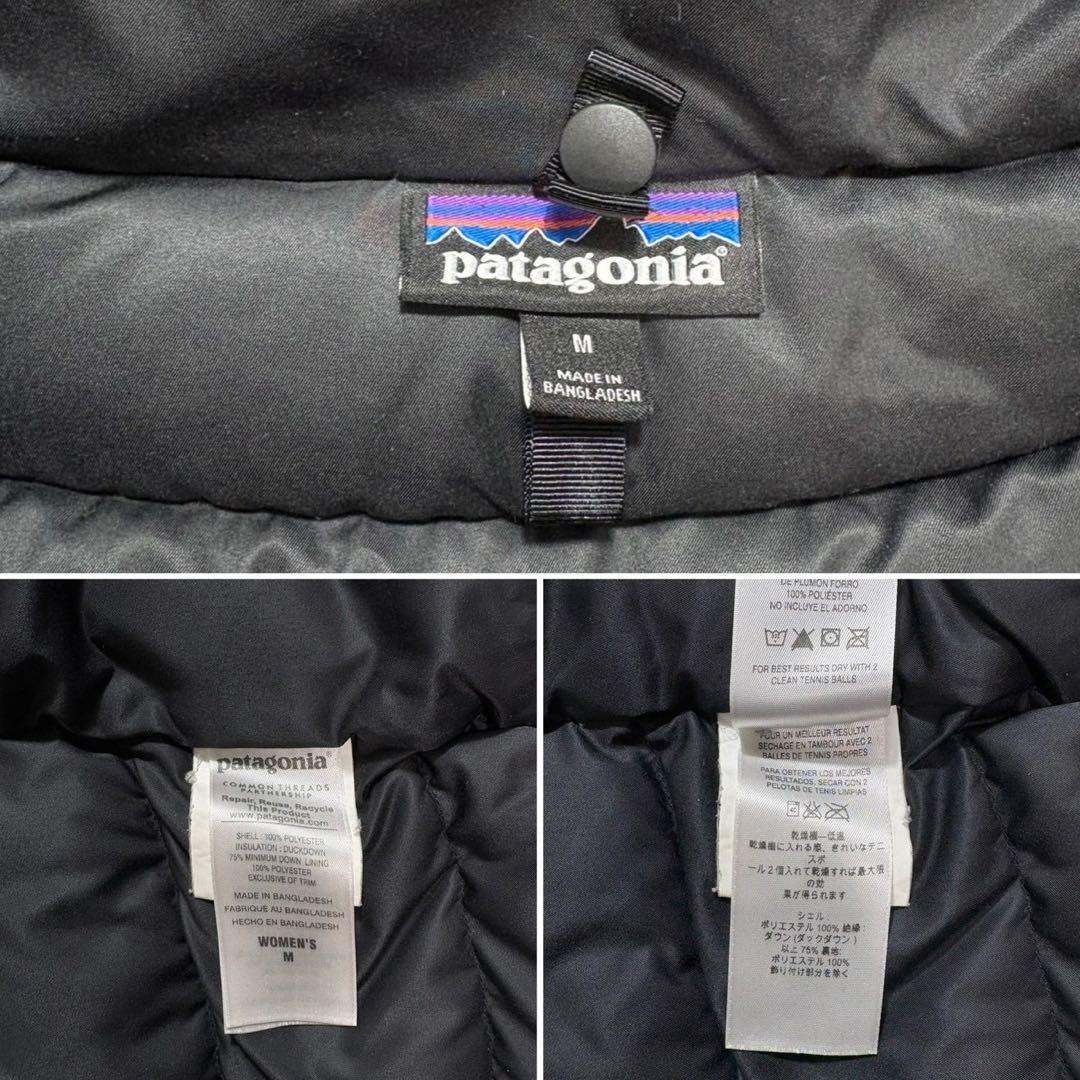 patagonia®
M
MADE IN
BANGLADESH
patagonia®
COMMON THREADS
PARTNERSHIP
Repair, Reuse, Recycle
This Product
www.patagonia.com
SHELL: 100% POLYESTER
INSULATION: DUCKDOWN
75% MINIMUM DOWN LINING
100% POLYESTER
EXCLUSIVE OF TRIM
MADE IN BANGLADESH
FABRIQUÉ AU BANGLADESH
HECHO EN BANGLADESH
WOMEN'S
M
DE PLUMON FORRO
100% POLIÉSTER
NO INCLUYE EL ADORNO
FOR BEST RESULTS DRY WITH 2
CLEAN TENNIS BALLS
POUR UN MEILLEUR RESULTAT
SECHAGE EN TAMBOUR AVEC 2
BALLES DE TENNIS PROPRES
PARA OBTENER LOS MEJORES
RESULTADOS, SECAR CON 2
PELOTAS DE TENIS LIMPIAS
乾燥機—低温
乾燥機に入れる際、きれいなテニ
スボ
ール2個入れて乾燥すれば最大限
の効
果が得られます
シェル:
ポリエステル 100% 絶縁:
ダウン (ダックダウン)
以上 75% 裏地:
ポリエステル 100%
飾り付け部分を除く